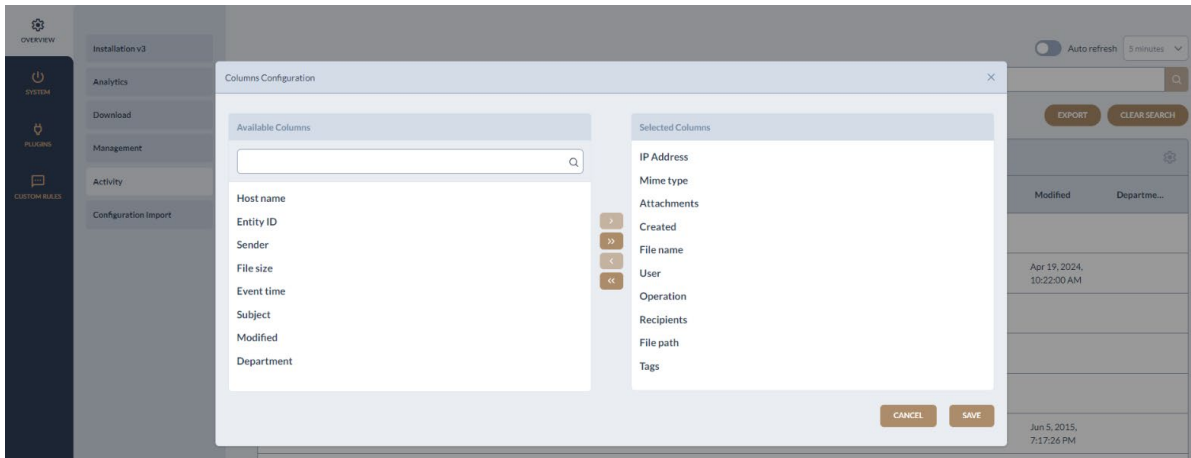 OVERVIEW
SYSTEM
PLUGINS
CUSTOM RULES
Installation v3
Analytics
Download
Management
Activity
Configuration Import
Auto refresh
5 minutes
EXPORT
CLEAR SEARCH
Modified
Departme...
Apr 19, 2024,
10:22:00 AM
Jun 5, 2015,
7:17:26 PM
Columns Configuration
Available Columns
Host name
Entity ID
Sender
File size
Event time
Subject
Modified
Department
Selected Columns
IP Address
Mime type
Attachments
Created
File name
User
Operation
Recipients
File path
Tags
CANCEL
SAVE